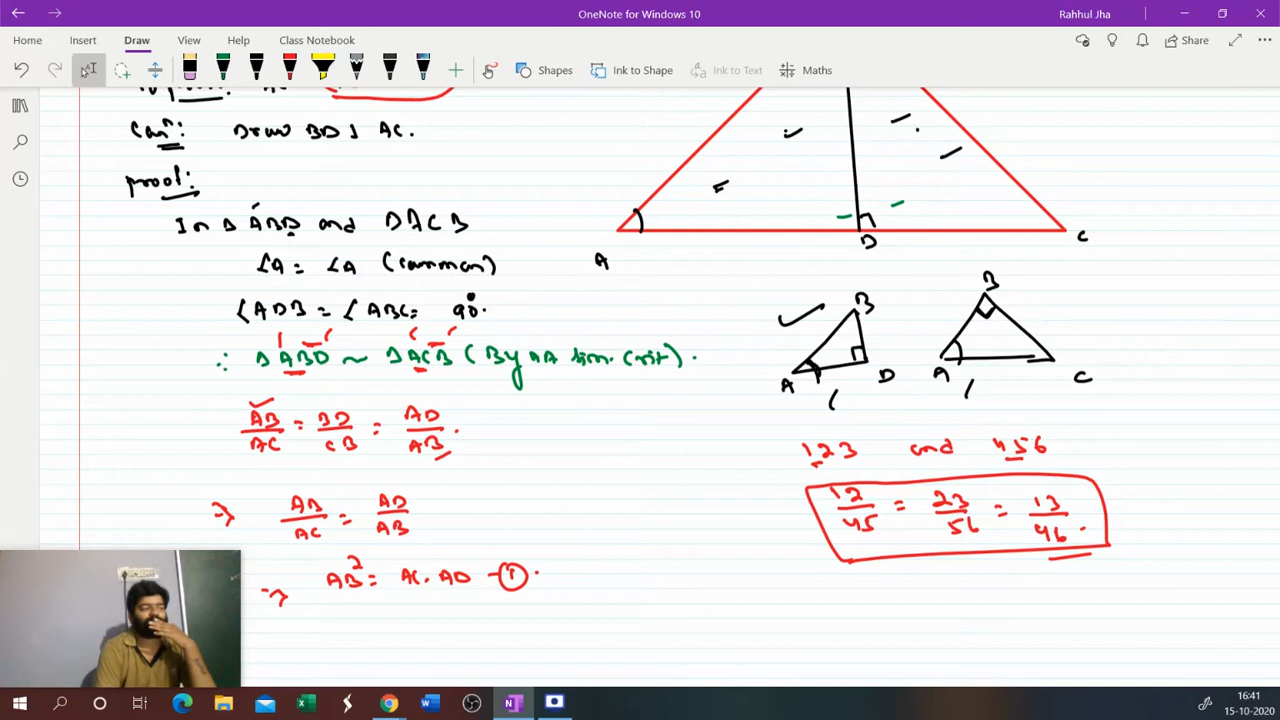 OneNote for Windows 10
Rahhul Jha
Home Insert Draw View Help Class Notebook
Share
Shapes Ink to Shape Ink to Text Maths
Draw BD ⊥ AC.
proof:
In Δ ABD and Δ ACB
∠A = ∠A (common)
∠ADB = ∠ABC = 90°.
∴ Δ ABD ~ Δ ACB (By AA sim. crit).
AB/AC = BD/CB = AD/AB.
⇒ AB/AC = AD/AB
⇒ AB² = AC. AD —①.
A D C
B
A D
B
A C
123 and 456
12/45 = 23/56 = 13/46.
16:41
15-10-2020